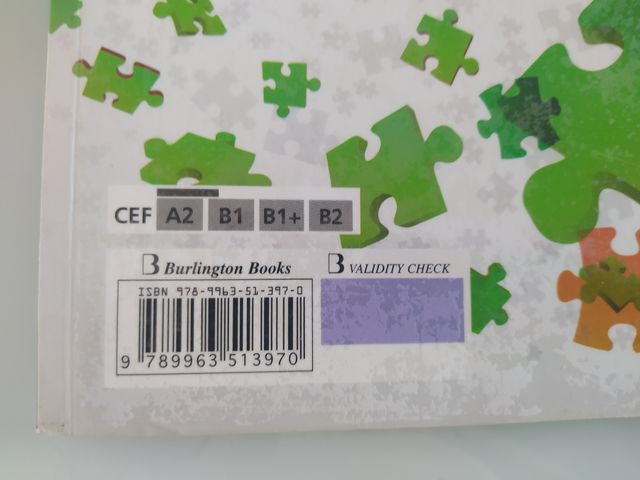 CEF A2 B1 B1+ B2
B Burlington Books
B VALIDITY CHECK
ISBN 978-9963-51-397-0
9 789963 513970